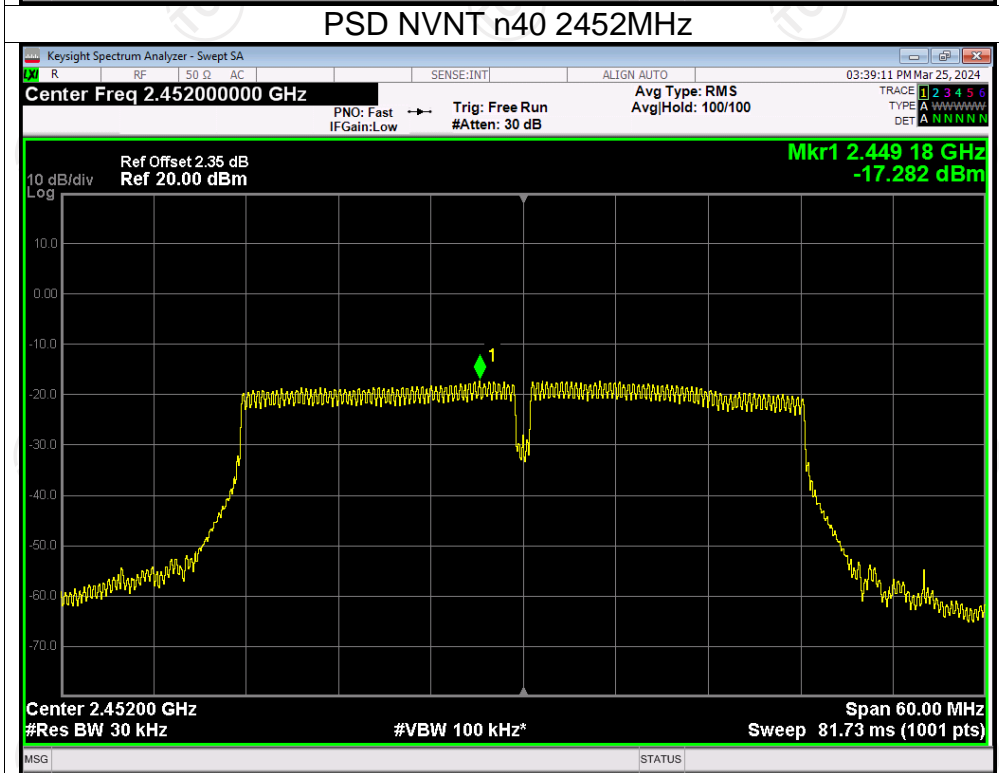 PSD NVNT n40 2452MHz
Keysight Spectrum Analyzer - Swept SA
LXI R RF 50 Ω AC SENSE:INT ALIGN AUTO 03:39:11 PM Mar 25, 2024
Center Freq 2.452000000 GHz
PNO: Fast
IFGain:Low
Trig: Free Run
#Atten: 30 dB
Avg Type: RMS
Avg|Hold: 100/100
TRACE 1 2 3 4 5 6
TYPE A WWWWW
DET A N N N N N
Mkr1 2.449 18 GHz
-17.282 dBm
Ref Offset 2.35 dB
10 dB/div Ref 20.00 dBm
Log
10.0
0.00
1
-10.0
-20.0
-30.0
-40.0
-50.0
-60.0
-70.0
Center 2.45200 GHz Span 60.00 MHz
#Res BW 30 kHz #VBW 100 kHz* Sweep 81.73 ms (1001 pts)
MSG STATUS